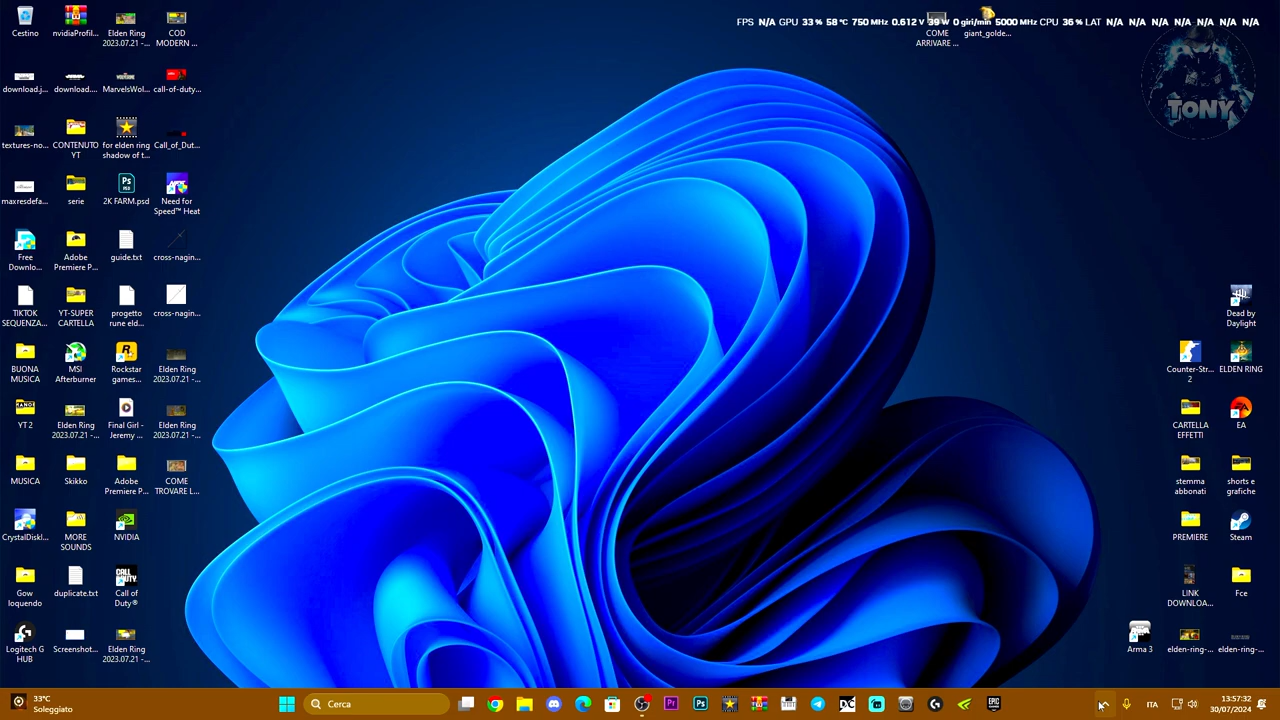 FPS N/A GPU 33 % 58 °C 750 MHz 0.612 V 39 W 0 giri/min 5000 MHz CPU 36 % LAT N/A N/A N/A N/A N/A N/A N/A
Cestino
nvidiaProfil...
Elden Ring
2023.07.21 -...
COD
MODERN ...
COME
ARRIVARE ...
giant_golde...
TONY
download.j...
download....
MarvelsWol...
call-of-duty...
textures-no...
CONTENUTO
YT
for elden ring
shadow of t...
Call_of_Dut...
maxresdefa...
serie
2K FARM.psd
Need for
Speed™ Heat
Free
Downlo...
Adobe
Premiere P...
guide.txt
cross-nagin...
TIKTOK
SEQUENZA...
YT-SUPER
CARTELLA
progetto
rune eld...
cross-nagin...
Dead by
Daylight
BUONA
MUSICA
MSI
Afterburner
Rockstar
games...
Elden Ring
2023.07.21 -...
Counter-Str...
2
ELDEN RING
YT 2
Elden Ring
2023.07.21 -...
Final Girl -
Jeremy ...
Elden Ring
2023.07.21 -...
CARTELLA
EFFETTI
EA
MUSICA
Skikko
Adobe
Premiere P...
COME
TROVARE L...
stemma
abbonati
shorts e
grafiche
CrystalDiskI...
MORE
SOUNDS
NVIDIA
PREMIERE
Steam
Gow
loquendo
duplicate.txt
CALL OF DUTY
Call of
Duty®
LINK
DOWNLOA...
Fce
Logitech G
HUB
Screenshot...
Elden Ring
2023.07.21 -...
Arma 3
elden-ring-...
elden-ring-...
33°C
Soleggiato
Cerca
ITA
13:57:32
30/07/2024